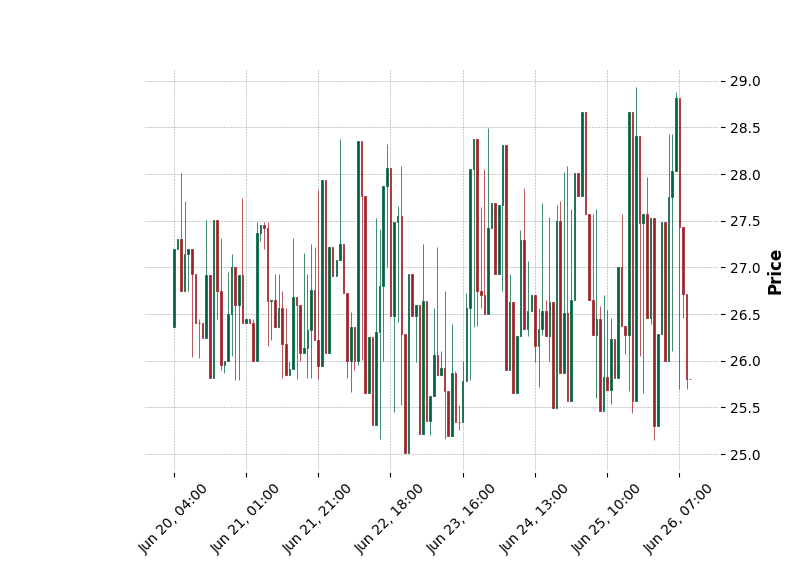 29.0
28.5
28.0
27.5
27.0
26.5
26.0
25.5
25.0
Price
Jun 20, 04:00
Jun 21, 01:00
Jun 21, 21:00
Jun 22, 18:00
Jun 23, 16:00
Jun 24, 13:00
Jun 25, 10:00
Jun 26, 07:00